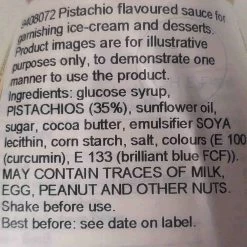 9408072 Pistachio flavoured sauce for
garnishing ice-cream and desserts.
Product images are for illustrative
purposes only, to demonstrate one
manner to use the product.
Ingredients: glucose syrup,
PISTACHIOS (35%), sunflower oil,
sugar, cocoa butter, emulsifier SOYA
lecithin, corn starch, salt, colours (E 100
(curcumin), E 133 (brilliant blue FCF)).
MAY CONTAIN TRACES OF MILK,
EGG, PEANUT AND OTHER NUTS.
Shake before use.
Best before: see date on label.